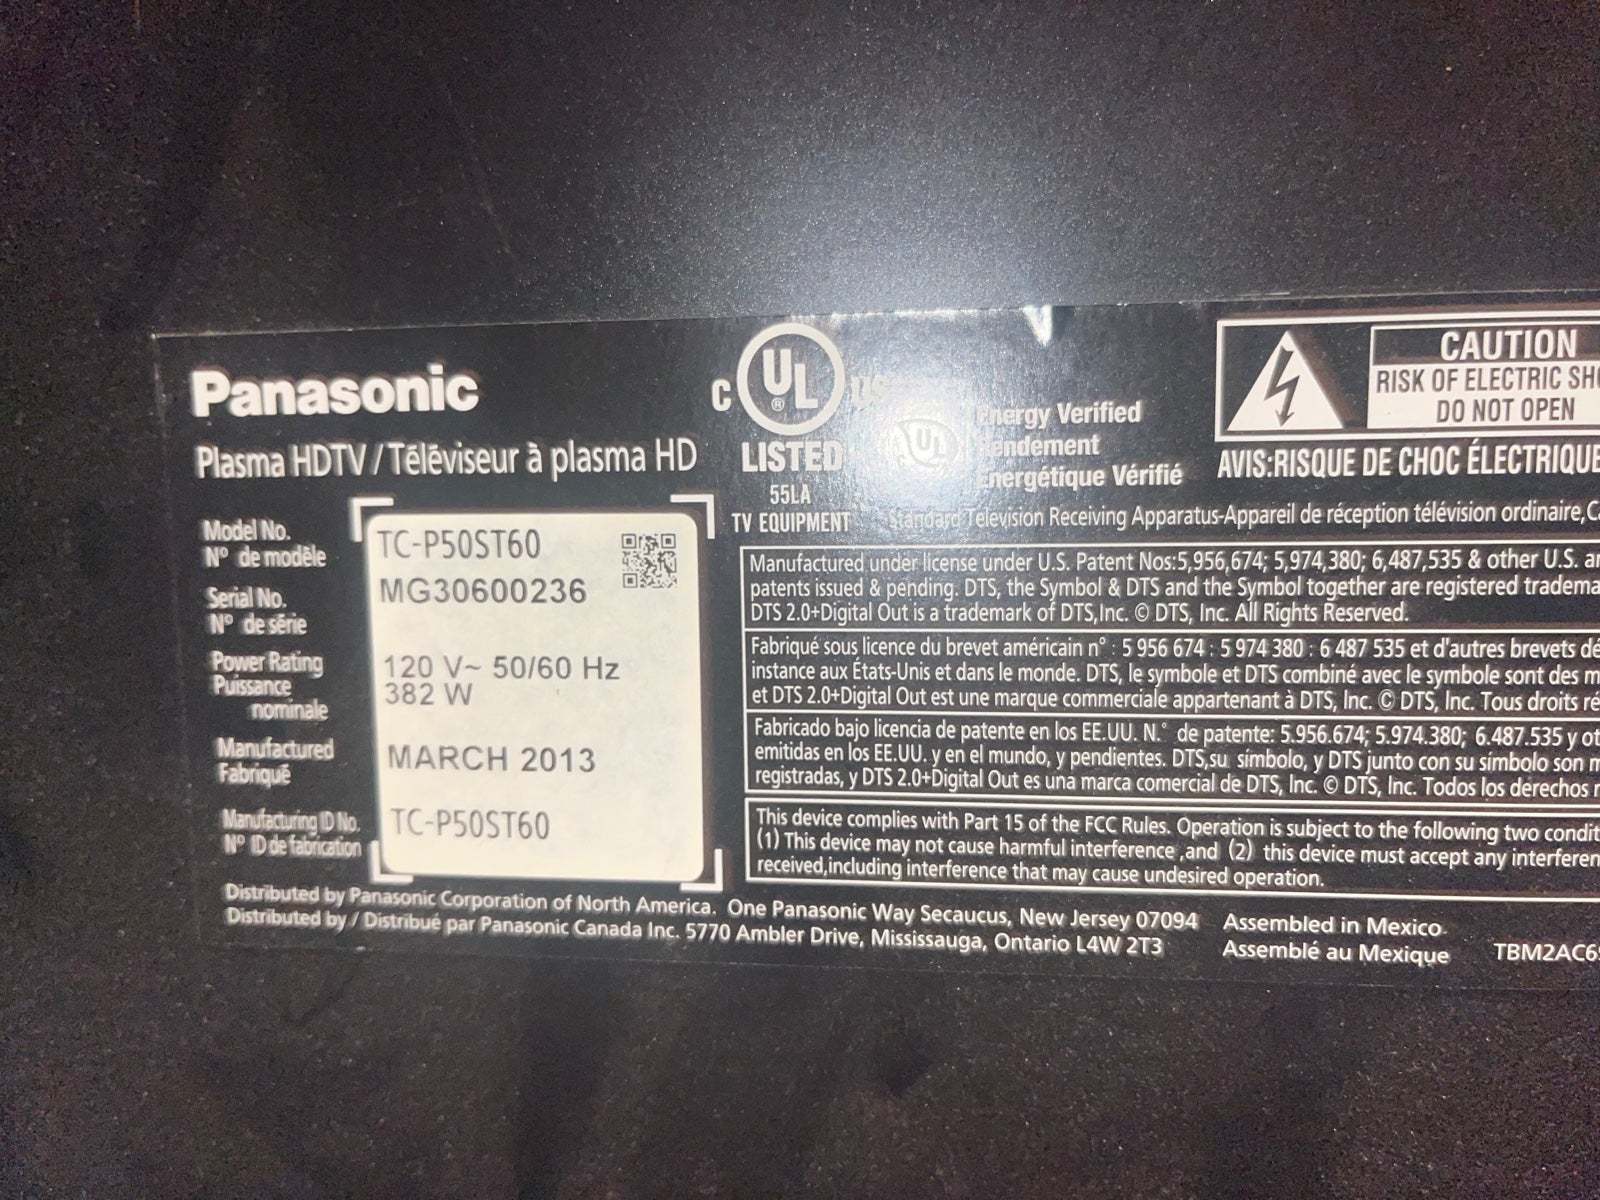 Panasonic
Plasma HDTV / Téléviseur à plasma HD
Model No.
N° de modèle
TC-P50ST60
Serial No.
N° de série
MG30600236
Power Rating
Puissance
nominale
120 V~ 50/60 Hz
382 W
Manufactured
Fabriqué
MARCH 2013
Manufacturing ID No.
N° ID de fabrication
TC-P50ST60
C UL ® US
LISTED
55LA
TV EQUIPMENT
UL
Energy Verified
Rendement
Énergétique Vérifié
CAUTION
RISK OF ELECTRIC
DO NOT OPEN
AVIS:RISQUE DE CHOC ÉLECTRIQUE
Standard Television Receiving Apparatus-Appareil de réception télévision ordinaire,
Manufactured under license under U.S. Patent Nos:5,956,674; 5,974,380; 6,487,535 & other U.S.
patents issued & pending. DTS, the Symbol & DTS and the Symbol together are registered
DTS 2.0+Digital Out is a trademark of DTS,Inc. © DTS, Inc. All Rights Reserved.
Fabriqué sous licence du brevet américain n° : 5 956 674 : 5 974 380 : 6 487 535 et d'autres brevets
instance aux États-Unis et dans le monde. DTS, le symbole et DTS combiné avec le symbole sont des
et DTS 2.0+Digital Out est une marque commerciale appartenant à DTS, Inc. © DTS, Inc. Tous droits
Fabricado bajo licencia de patente en los EE.UU. N.° de patente: 5.956.674; 5.974.380; 6.487.535 y
emitidas en los EE.UU. y en el mundo, y pendientes. DTS,su símbolo, y DTS junto con su símbolo son
registradas, y DTS 2.0+Digital Out es una marca comercial de DTS, Inc. © DTS, Inc. Todos los derechos
This device complies with Part 15 of the FCC Rules. Operation is subject to the following two
(1) This device may not cause harmful interference ,and (2) this device must accept any
received,including interference that may cause undesired operation.
Distributed by Panasonic Corporation of North America. One Panasonic Way Secaucus, New Jersey 07094
Distributed by / Distribué par Panasonic Canada Inc. 5770 Ambler Drive, Mississauga, Ontario L4W 2T3
Assembled in Mexico.
Assemblé au Mexique
TBM2AC6